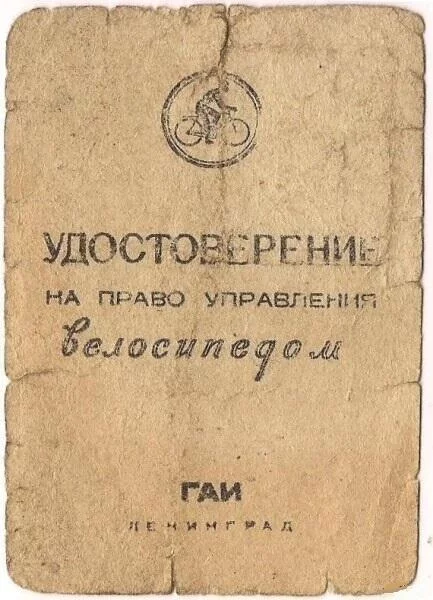 УДОСТОВЕРЕНИЕ
НА ПРАВО УПРАВЛЕНИЯ
велосипедом
ГАИ
ЛЕНИНГРАД